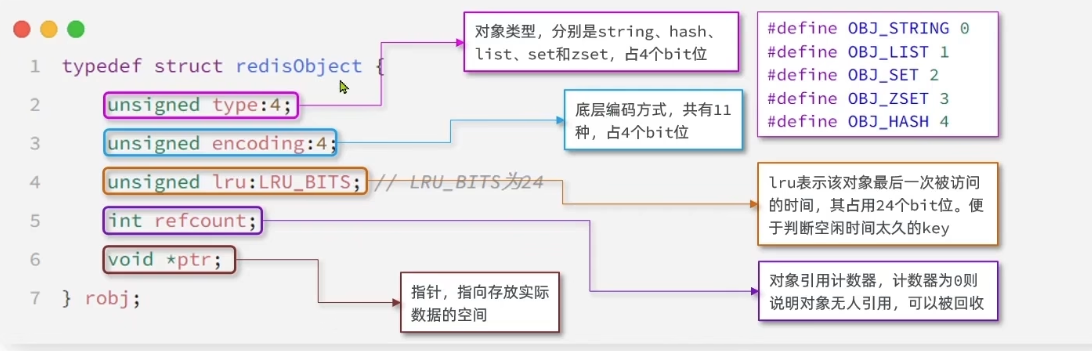 1 typedef struct redisObject {
2 unsigned type:4;
3 unsigned encoding:4;
4 unsigned lru:LRU_BITS; // LRU_BITS为24
5 int refcount;
6 void *ptr;
7 } robj;
对象类型，分别是string、hash、
list、set和zset，占4个bit位
#define OBJ_STRING 0
#define OBJ_LIST 1
#define OBJ_SET 2
#define OBJ_ZSET 3
#define OBJ_HASH 4
底层编码方式，共有11
种，占4个bit位
lru表示该对象最后一次被访问
的时间，其占用24个bit位。便
于判断空闲时间太久的key
对象引用计数器，计数器为0则
说明对象无人引用，可以被回收
指针，指向存放实际
数据的空间